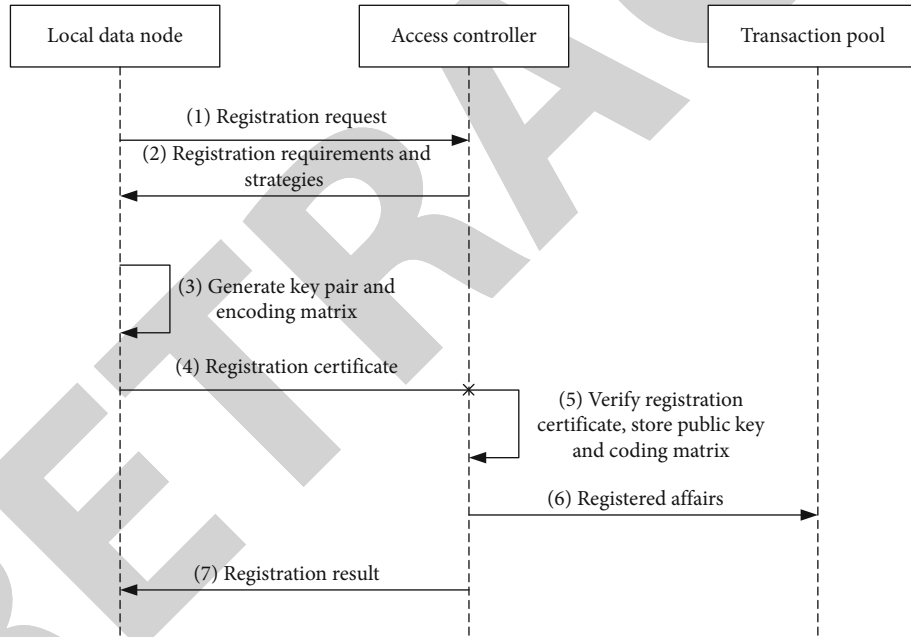 Local data node
Access controller
Transaction pool
(1) Registration request
(2) Registration requirements and
strategies
(3) Generate key pair and
encoding matrix
(4) Registration certificate
(5) Verify registration
certificate, store public key
and coding matrix
(6) Registered affairs
(7) Registration result
RETRAC